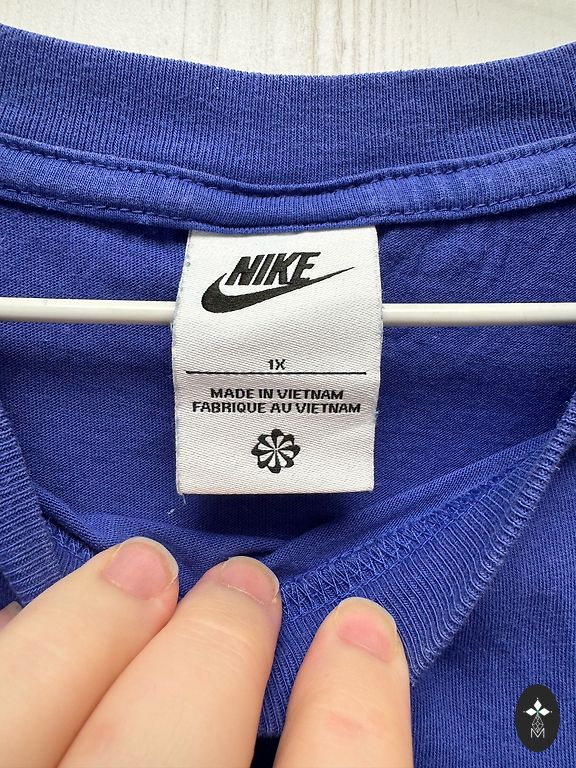 NIKE
1X
MADE IN VIETNAM
FABRIQUE AU VIETNAM